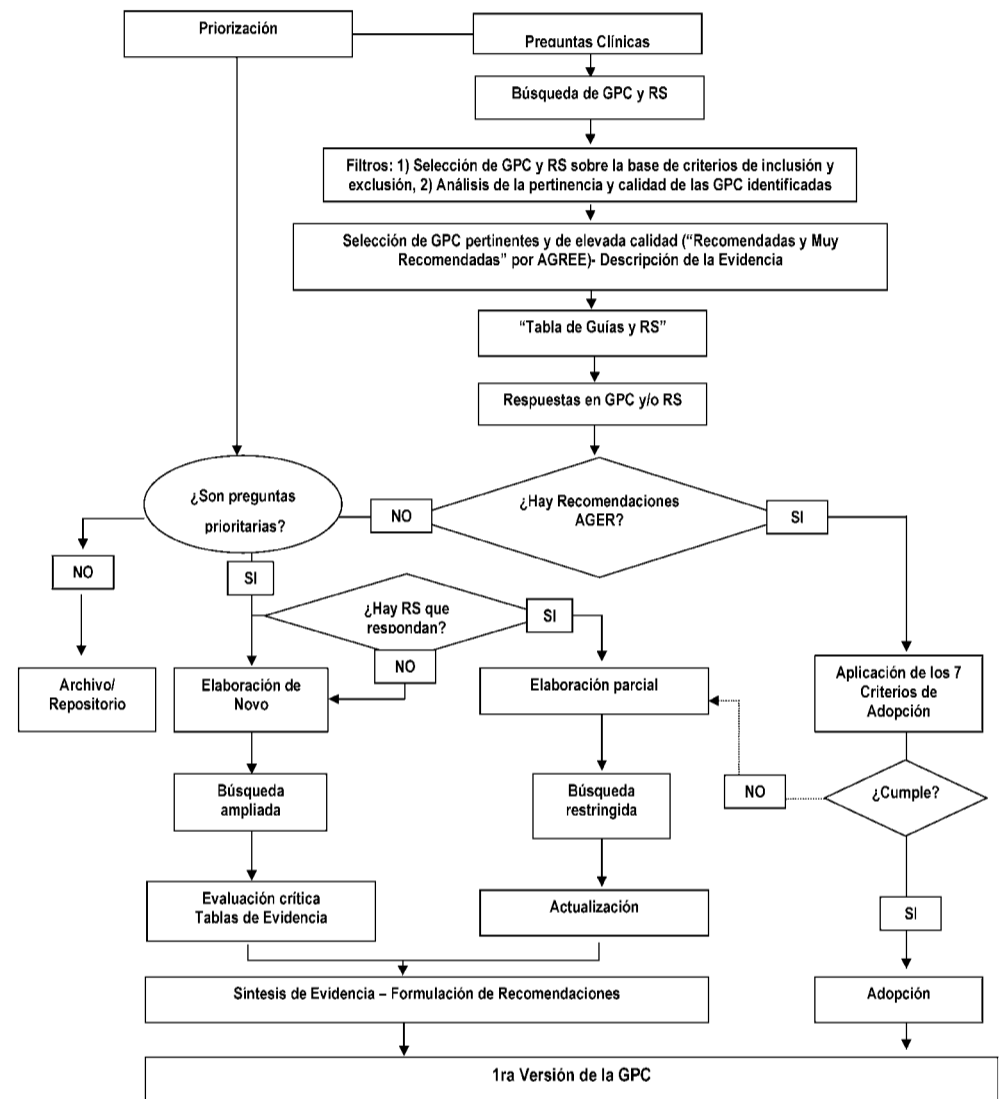 Priorización
Preguntas Clínicas
Búsqueda de GPC y RS
Filtros: 1) Selección de GPC y RS sobre la base de criterios de inclusión y
exclusión, 2) Análisis de la pertinencia y calidad de las GPC identificadas
Selección de GPC pertinentes y de elevada calidad (“Recomendadas y Muy
Recomendadas” por AGREE)- Descripción de la Evidencia
“Tabla de Guías y RS”
Respuestas en GPC y/o RS
¿Son preguntas
prioritarias?
NO
¿Hay Recomendaciones
AGER?
SI
NO
SI
¿Hay RS que
respondan?
SI
NO
Archivo/
Repositorio
Elaboración de
Novo
Elaboración parcial
Aplicación de los 7
Criterios de
Adopción
Búsqueda
ampliada
Búsqueda
restringida
NO
¿Cumple?
Evaluación crítica
Tablas de Evidencia
Actualización
SI
Síntesis de Evidencia – Formulación de Recomendaciones
Adopción
1ra Versión de la GPC